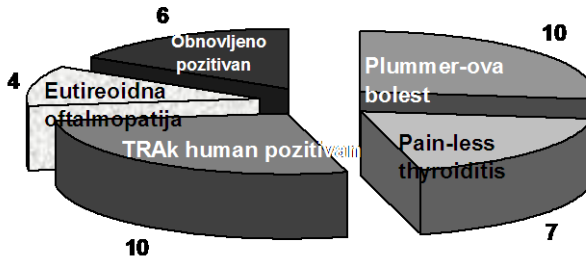 6
10
Obnovljeno
pozitivan
Plummer-ova
bolest
4
Eutireoidna
oftalmopatija
TRAk human pozitivan
Pain-less
thyroiditis
10
7